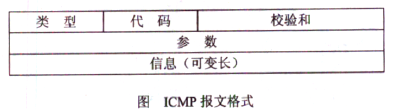 类 型 代 码 校验和
参 数
信息（可变长）
图 ICMP 报文格式